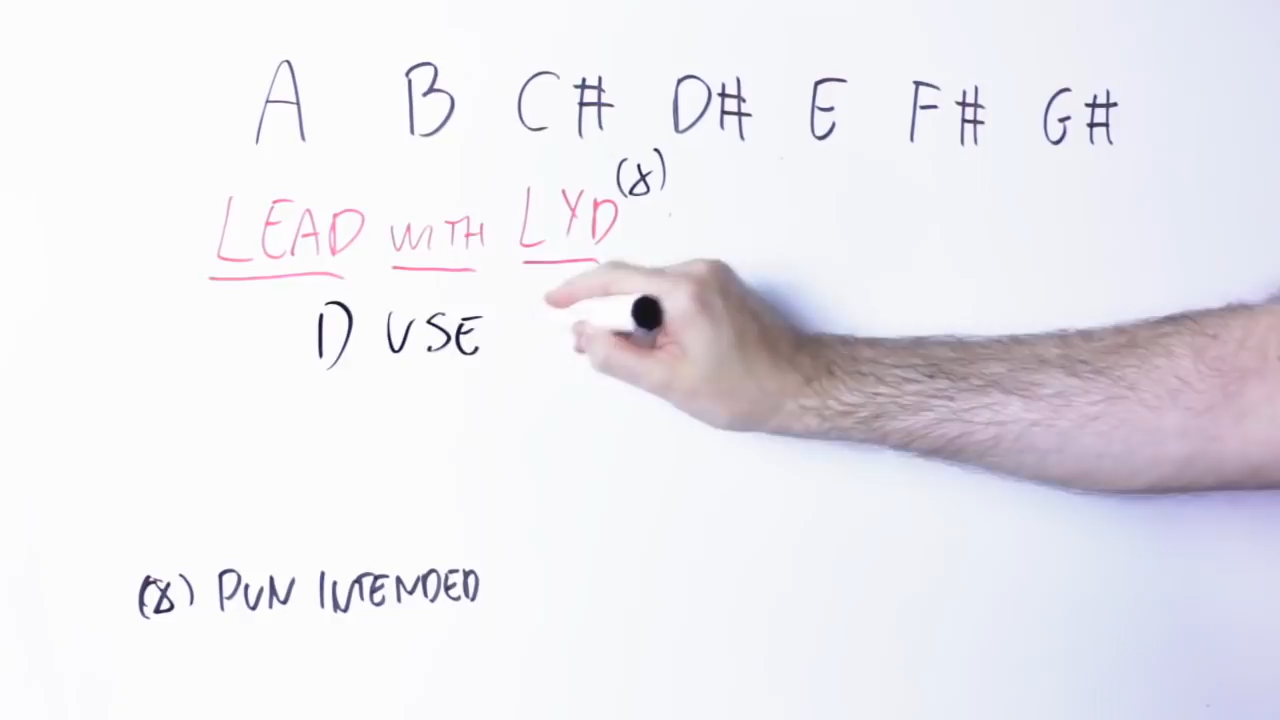 A B C# D# E F# G#
LEAD WITH LYD (*)
1) USE
(*) PUN INTENDED